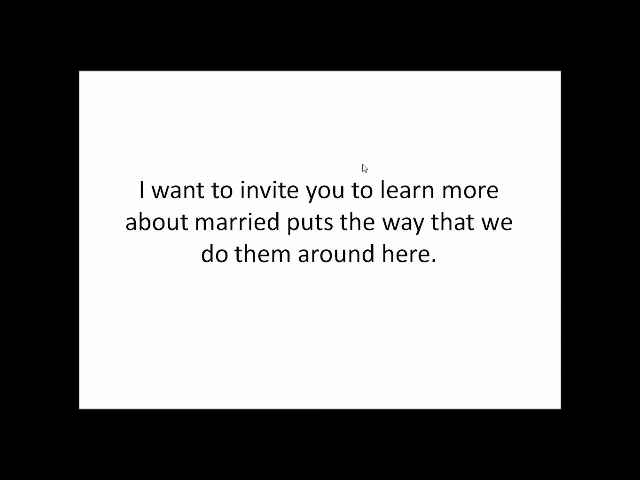 I want to invite you to learn more
about married puts the way that we
do them around here.